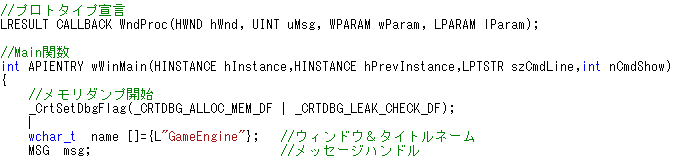 //プロトタイプ宣言
LRESULT CALLBACK WndProc(HWND hWnd, UINT uMsg, WPARAM wParam, LPARAM lParam);
//Main関数
int APIENTRY wWinMain(HINSTANCE hInstance,HINSTANCE hPrevInstance,LPTSTR szCmdLine,int nCmdShow)
{
//メモリダンプ開始
_CrtSetDbgFlag(_CRTDBG_ALLOC_MEM_DF | _CRTDBG_LEAK_CHECK_DF);
wchar_t name []={L"GameEngine"}; //ウィンドウ＆タイトルネーム
MSG msg; //メッセージハンドル